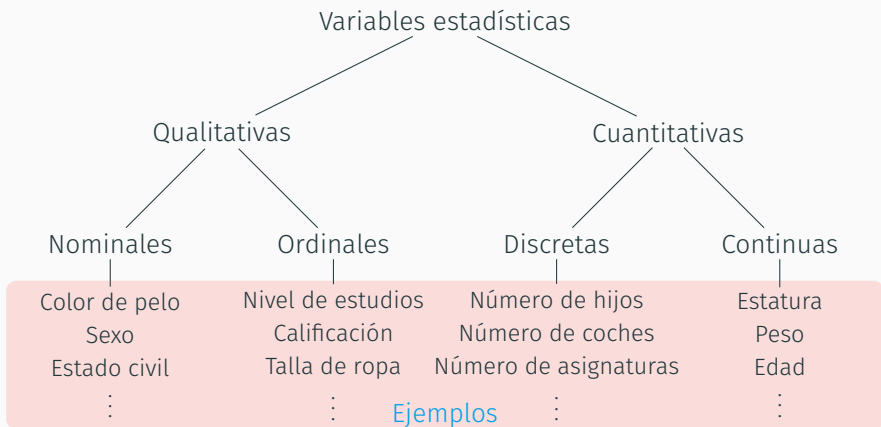 Variables estadísticas
Qualitativas
Cuantitativas
Nominales
Ordinales
Discretas
Continuas
Color de pelo
Sexo
Estado civil
⋮
Nivel de estudios
Calificación
Talla de ropa
⋮
Número de hijos
Número de coches
Número de asignaturas
⋮
Estatura
Peso
Edad
⋮
Ejemplos